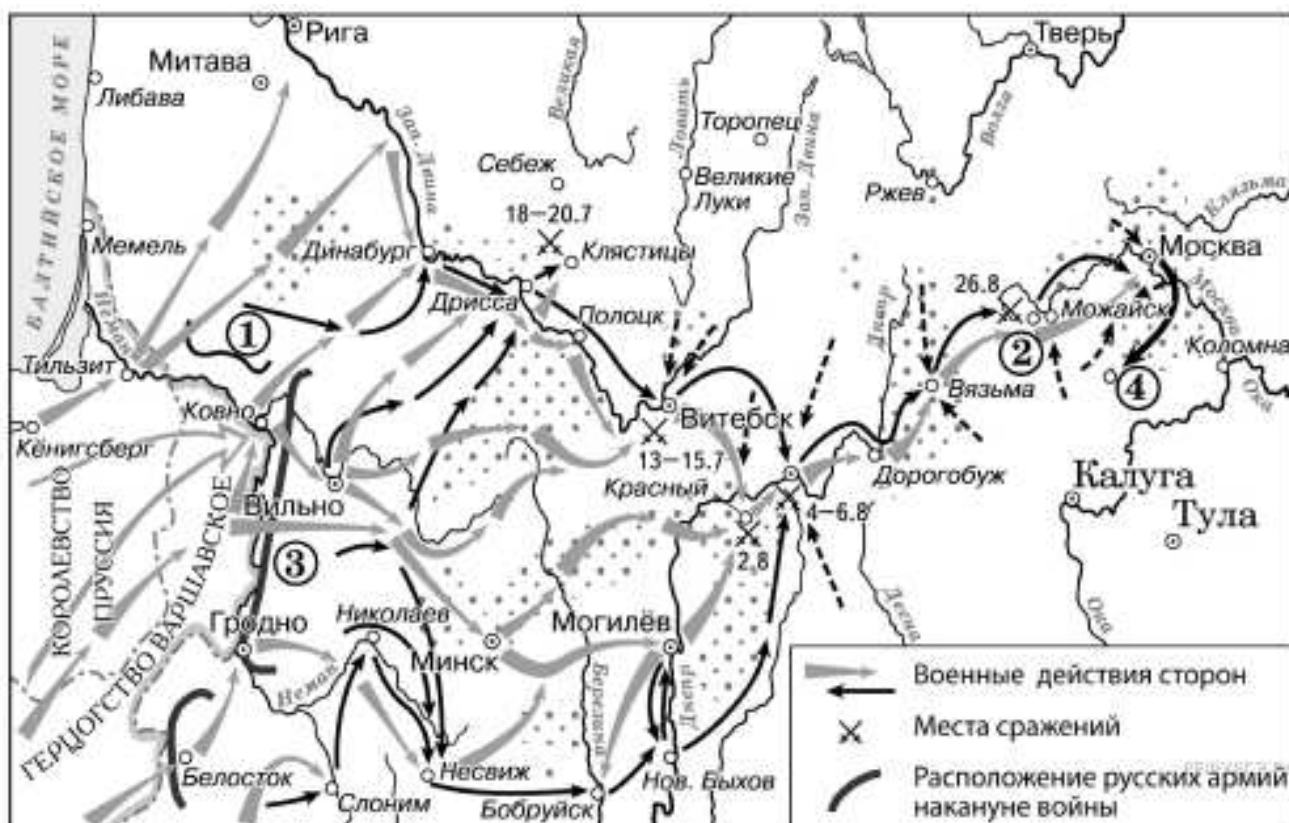 Рига
Тверь
Митава
Либава
БАЛТИЙСКОЕ МОРЕ
Зап. Двина
Великая
Ловать
Торопец
Зап. Двина
Волга
Себеж
Великие
Луки
Ржев
Клязьма
18–20.7
Мемель
Динабург
Клястицы
Москва
Неман
Дрисса
26.8
Днепр
Можайск
Москва
Полоцк
1
2
Коломна
Тильзит
4
Ока
Вязьма
Ковно
Витебск
Кёнигсберг
13–15.7
Дорогобуж
Красный
Калуга
Вильно
4–6.8
Тула
КОРОЛЕВСТВО
ПРУССИЯ
ГЕРЦОГСТВО ВАРШАВСКОЕ
3
2.8
Николаев
Гродно
Могилёв
Десна
Ока
Минск
Неман
Березина
Днепр
Белосток
Несвиж
Нов. Быхов
Слоним
Бобруйск
Военные действия сторон
Места сражений
Расположение русских армий
накануне войны